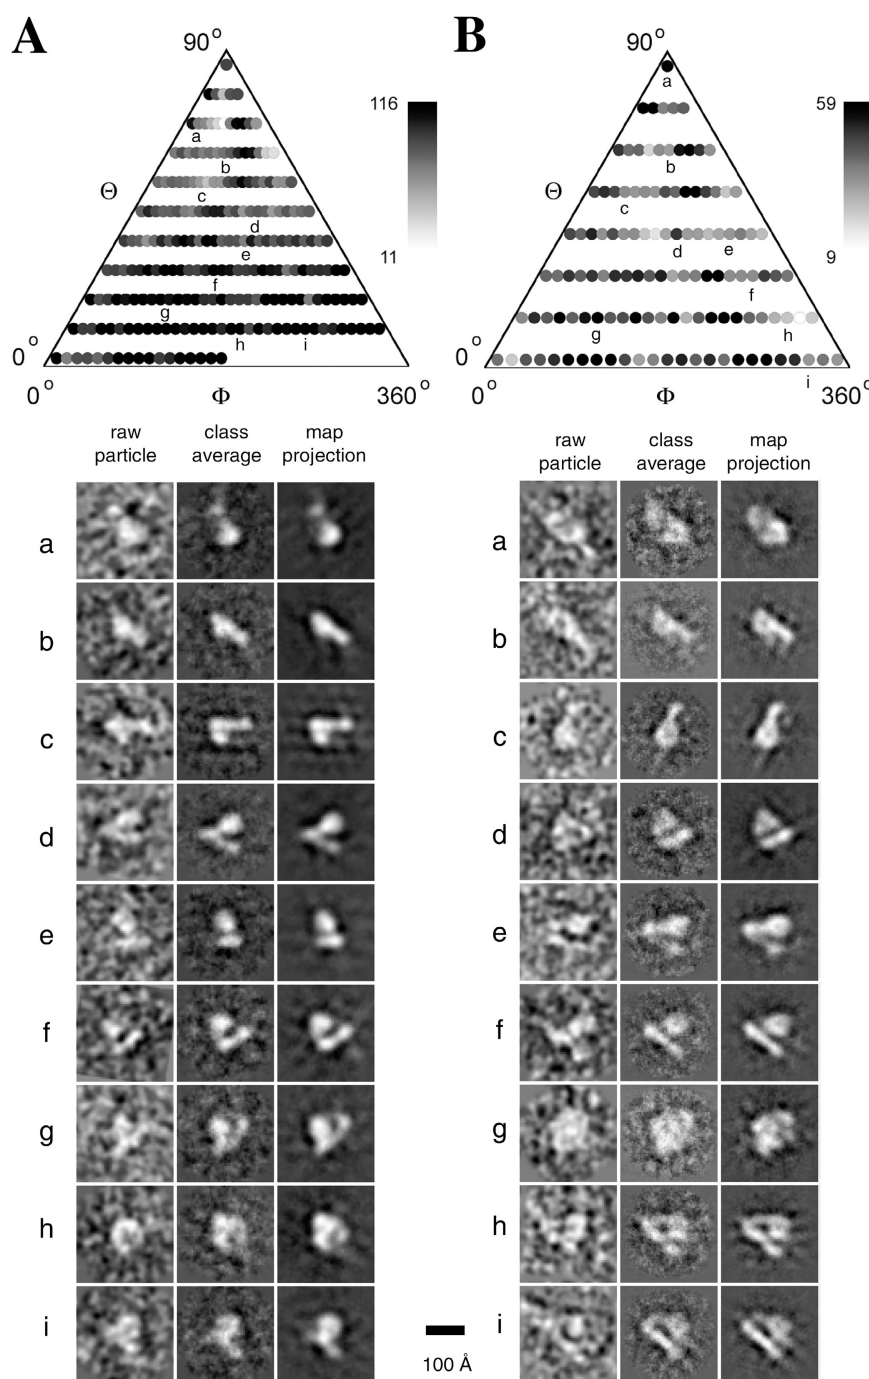 A
90°
116
11
Θ
a
b
c
d
e
f
g
h
i
0°
0°
Φ
360°
B
90°
59
9
Θ
a
b
c
d
e
f
g
h
i
0°
0°
Φ
360°
raw particle
class average
map projection
a
b
c
d
e
f
g
h
i
raw particle
class average
map projection
a
b
c
d
e
f
g
h
i
100 Å